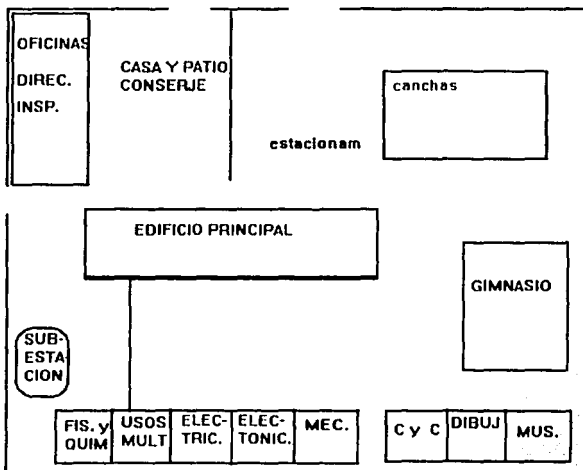 OFICINAS
DIREC.
INSP.
CASA Y PATIO
CONSERJE
canchas
estacionam
EDIFICIO PRINCIPAL
GIMNASIO
SUB-
ESTA-
CION
FIS. y
QUIM
USOS
MULT
ELEC-
TRIC.
ELEC-
TONIC.
MEC.
C y C
DIBUJ
MUS.